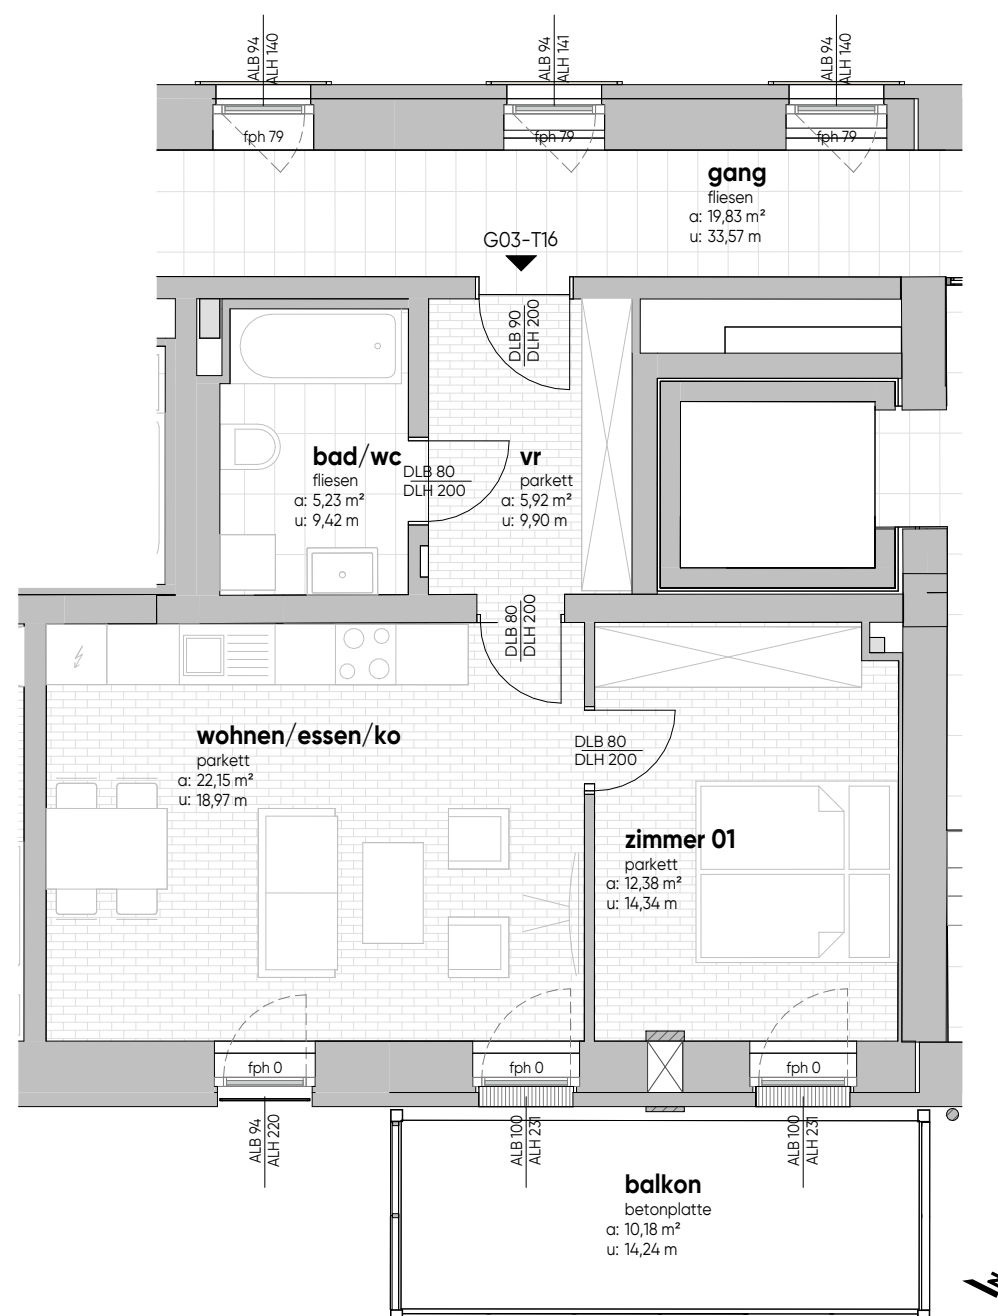 ALB 94
ALH 140
ALB 94
ALH 141
ALB 94
ALH 140
fph 79
fph 79
fph 79
gang
fliesen
a: 19,83 m²
u: 33,57 m
G03-T16
DLB 90
DLH 200
bad/wc
fliesen
a: 5,23 m²
u: 9,42 m
DLB 80
DLH 200
vr
parkett
a: 5,92 m²
u: 9,90 m
DLB 80
DLH 200
wohnen/essen/ko
parkett
a: 22,15 m²
u: 18,97 m
DLB 80
DLH 200
zimmer 01
parkett
a: 12,38 m²
u: 14,34 m
fph 0
fph 0
fph 0
ALB 94
ALH 220
ALB 100
ALH 231
ALB 100
ALH 231
balkon
betonplatte
a: 10,18 m²
u: 14,24 m
N